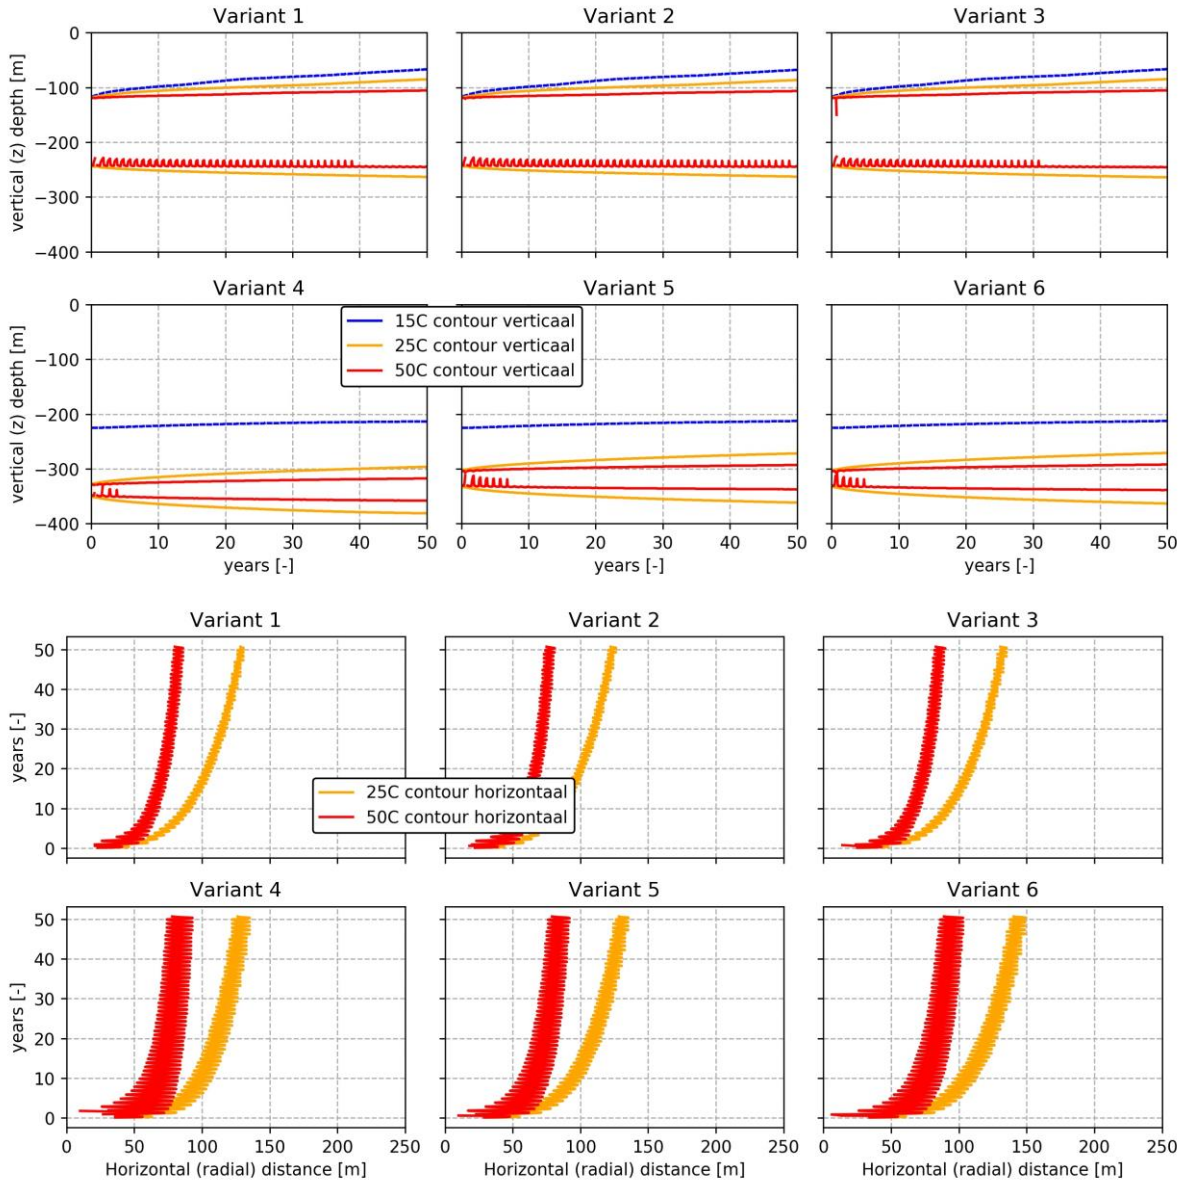 Variant 1
Variant 2
Variant 3
vertical (z) depth [m]
0
−100
−200
−300
−400
Variant 4
Variant 5
Variant 6
15C contour verticaal
25C contour verticaal
50C contour verticaal
vertical (z) depth [m]
0
−100
−200
−300
−400
0 10 20 30 40 50
0 10 20 30 40 50
0 10 20 30 40 50
years [-]
years [-]
years [-]
Variant 1
Variant 2
Variant 3
years [-]
50
40
30
20
10
0
25C contour horizontaal
50C contour horizontaal
Variant 4
Variant 5
Variant 6
years [-]
50
40
30
20
10
0
0 50 100 150 200 250
0 50 100 150 200 250
0 50 100 150 200 250
Horizontal (radial) distance [m]
Horizontal (radial) distance [m]
Horizontal (radial) distance [m]